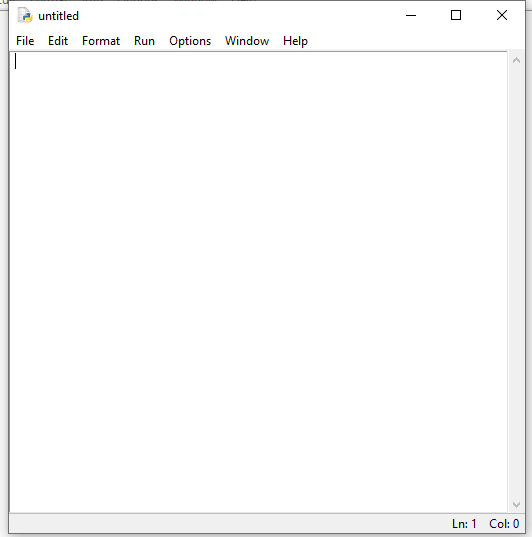 untitled
File Edit Format Run Options Window Help
Ln: 1 Col: 0